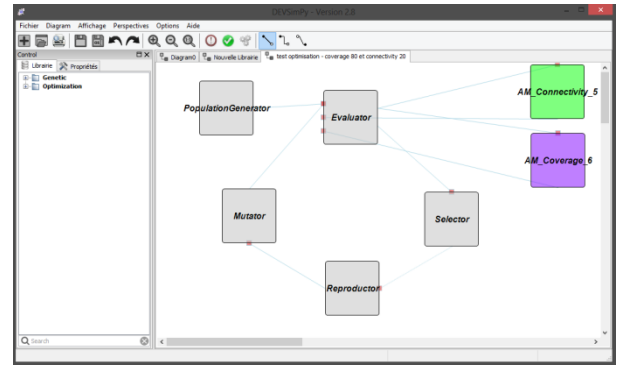 DEVSimPy - Version 2.8
Fichier Diagram Affichage Perspectives Options Aide
Control
Librairie Propriétés
Diagram0 Nouvelle Librairie test optimisation - coverage 80 et connectivity 20
Genetic
Optimization
AM_Connectivity_5
PopulationGenerator
Evaluator
AM_Coverage_6
Mutator
Selector
Reproductor
Search